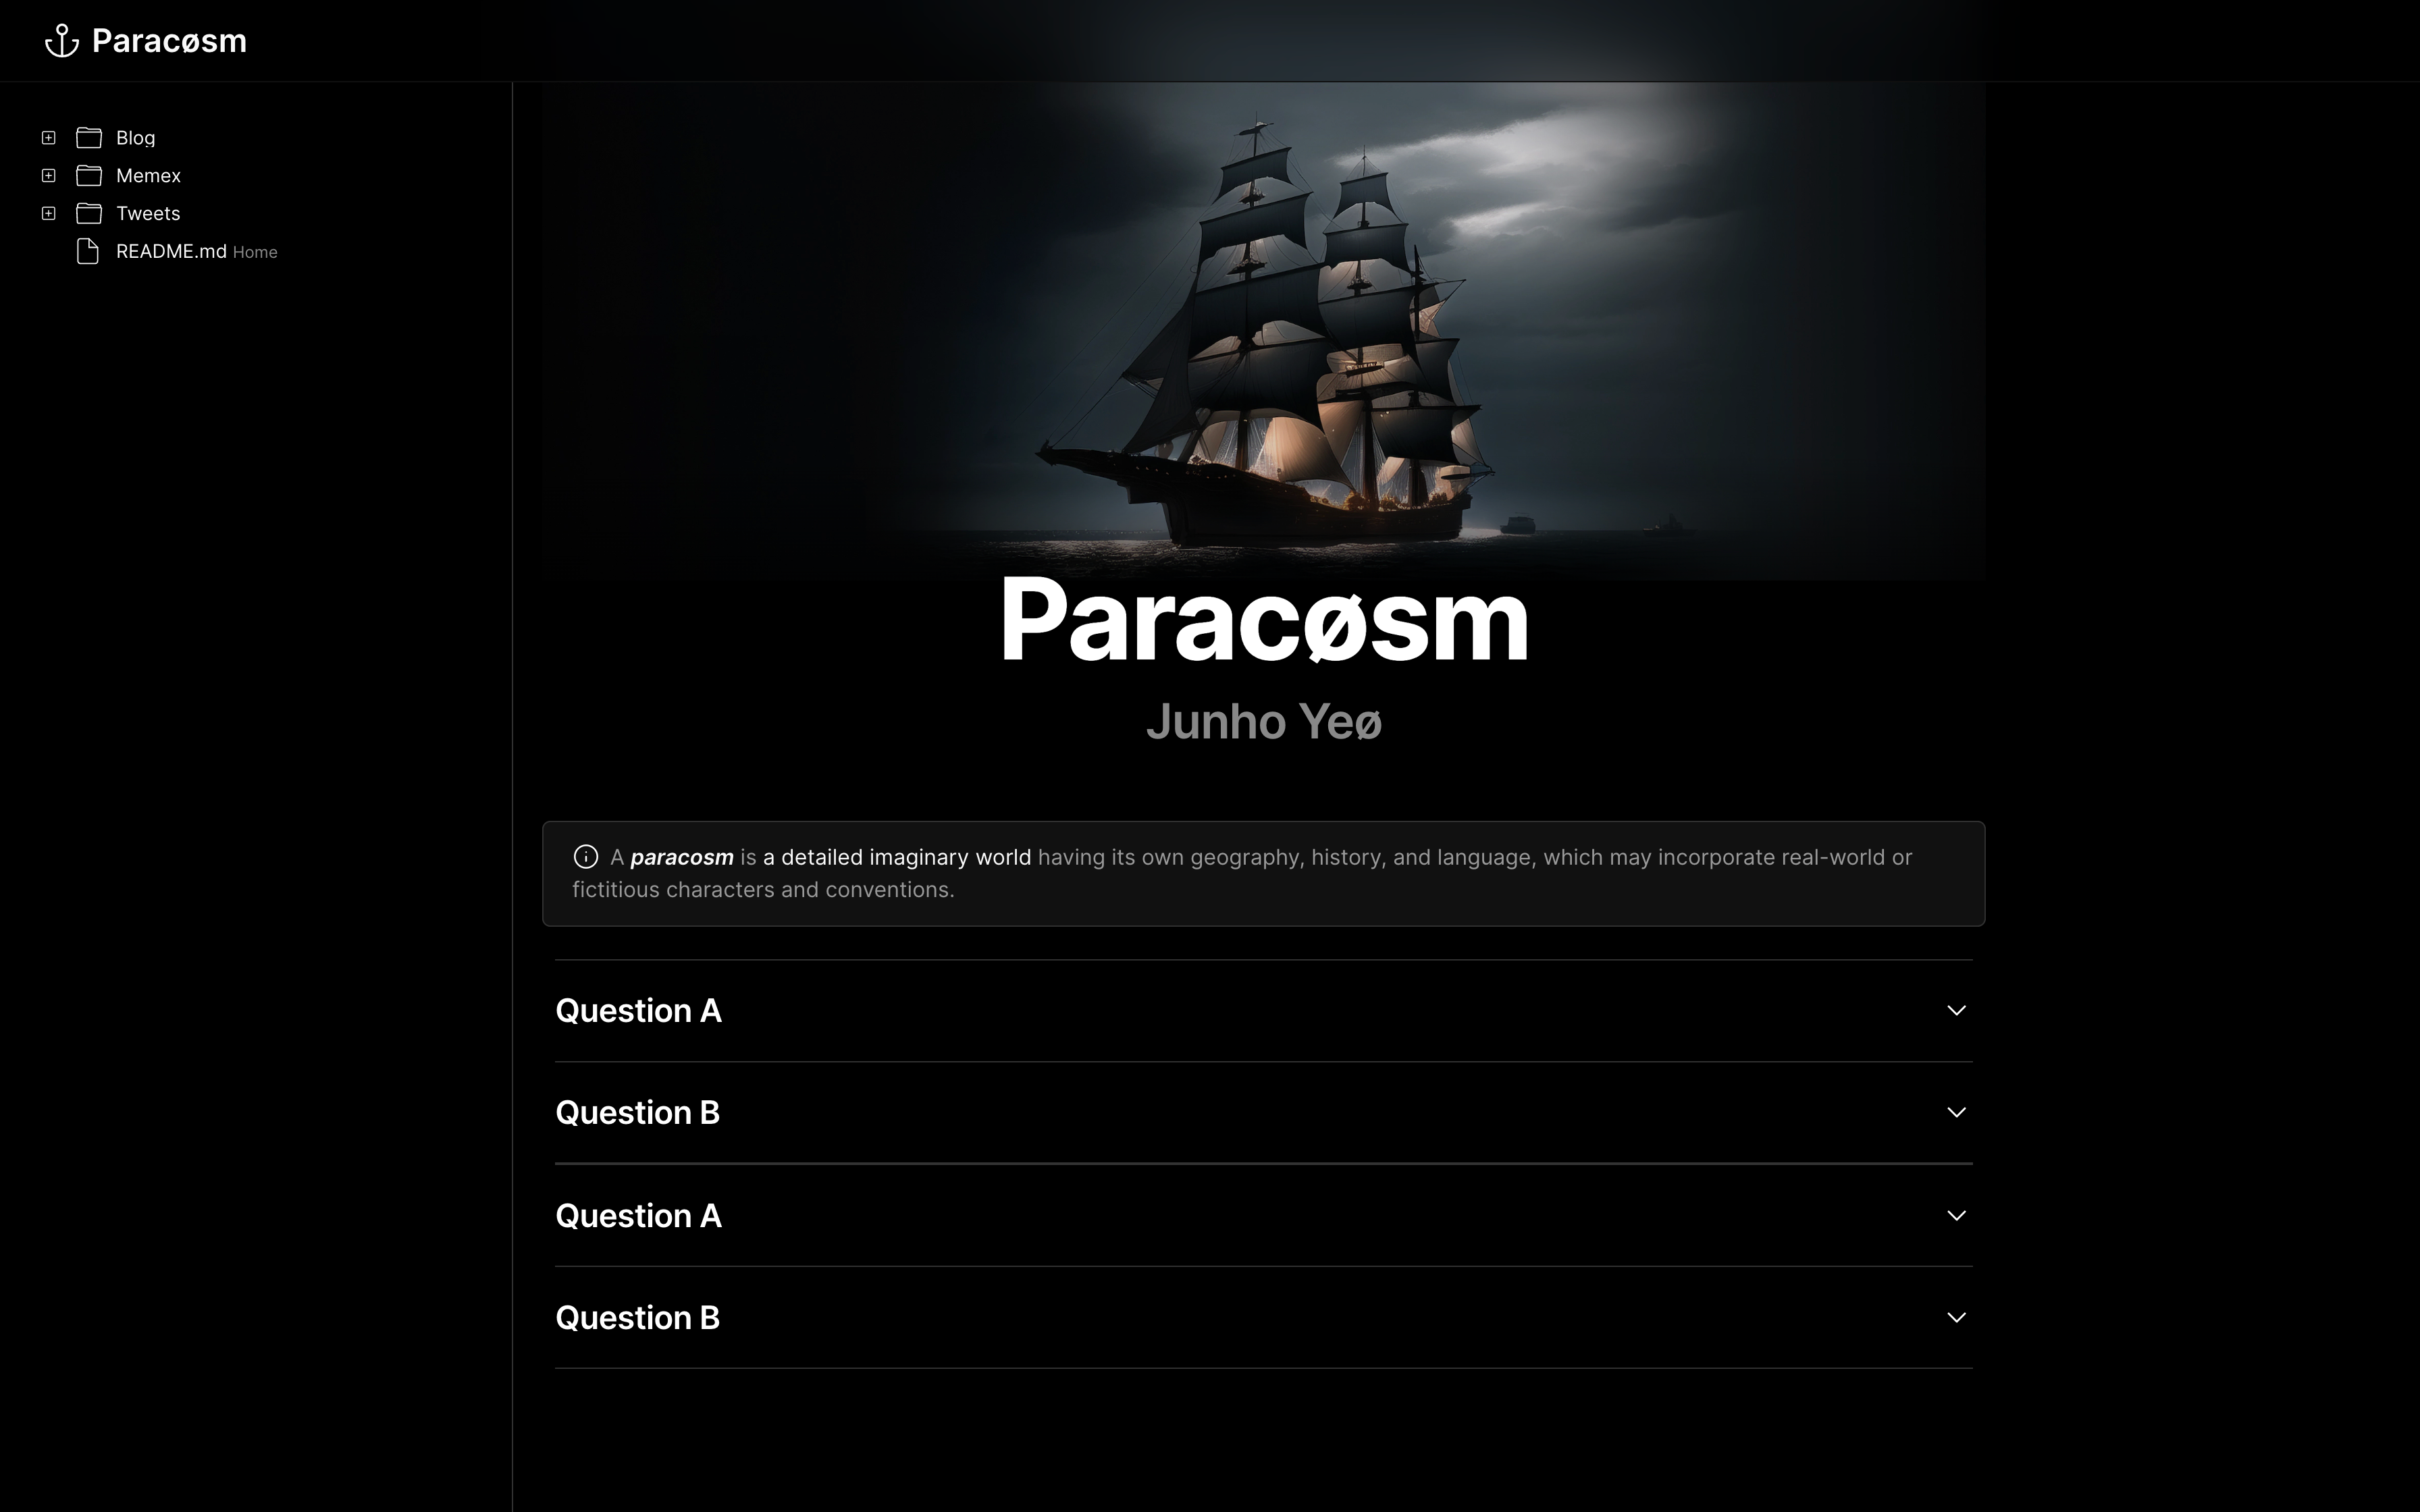 Paracøsm
Blog
Memex
Tweets
README.md Home
Paracøsm
Junho Yeø
A paracosm is a detailed imaginary world having its own geography, history, and language, which may incorporate real-world or
fictitious characters and conventions.
Question A
Question B
Question A
Question B